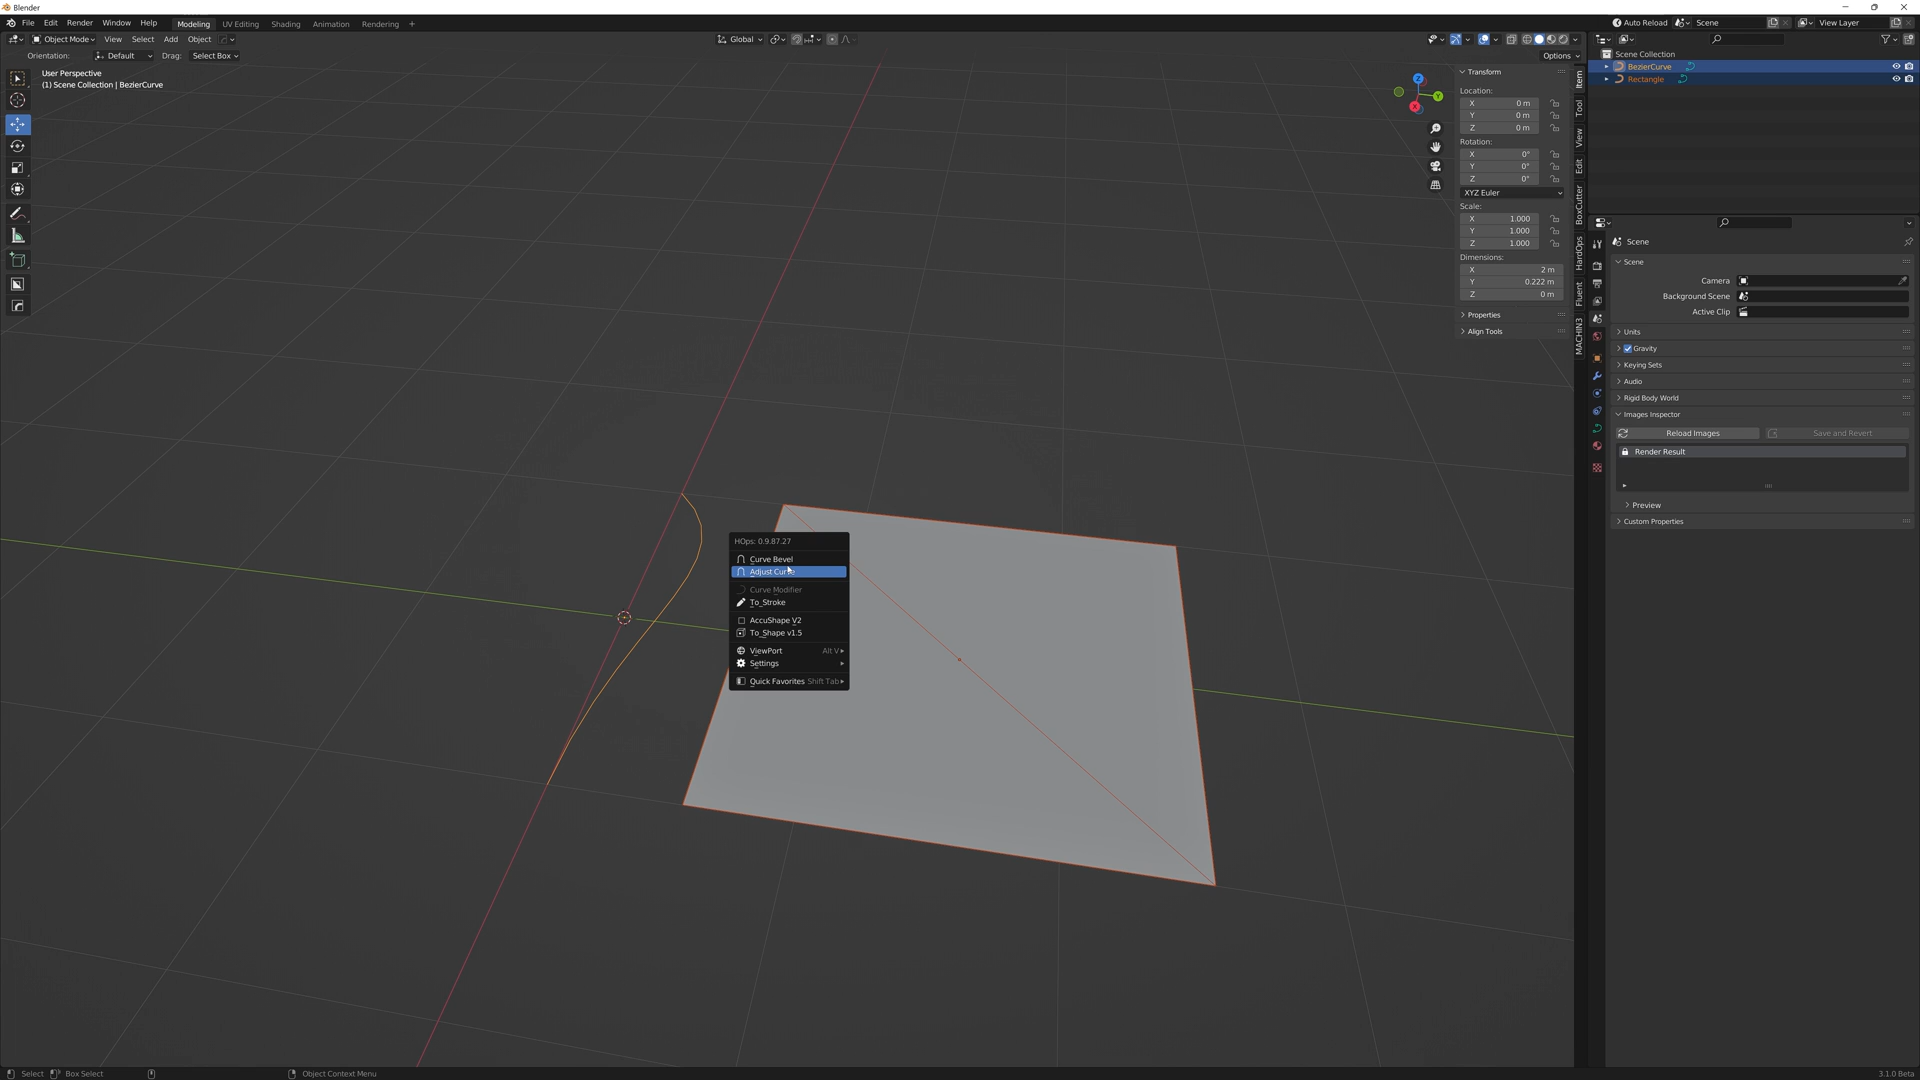 Blender
File Edit Render Window Help Modeling UV Editing Shading Animation Rendering + Auto Reload Scene View Layer
Object Mode View Select Add Object Global
Orientation: Default Drag: Select Box Options
User Perspective
(1) Scene Collection | BezierCurve
Scene Collection
BezierCurve
Rectangle
Transform
Location:
X 0 m
Y 0 m
Z 0 m
Rotation:
X 0°
Y 0°
Z 0°
XYZ Euler
Scale:
X 1.000
Y 1.000
Z 1.000
Dimensions:
X 2 m
Y 0.222 m
Z 0 m
Properties
Align Tools
Item
Tool
View
Edit
BoxCutter
HardOps
Fluent
MACHIN3
Z
Y
X
Scene
Scene
Camera
Background Scene
Active Clip
Units
Gravity
Keying Sets
Audio
Rigid Body World
Images Inspector
Reload Images Save and Revert
Render Result
Preview
Custom Properties
HOps: 0.9.87.27
Curve Bevel
Adjust Curve
Curve Modifier
To_Stroke
AccuShape V2
To_Shape v1.5
ViewPort Alt V
Settings
Quick Favorites Shift Tab
Select Box Select Object Context Menu 3.1.0 Beta